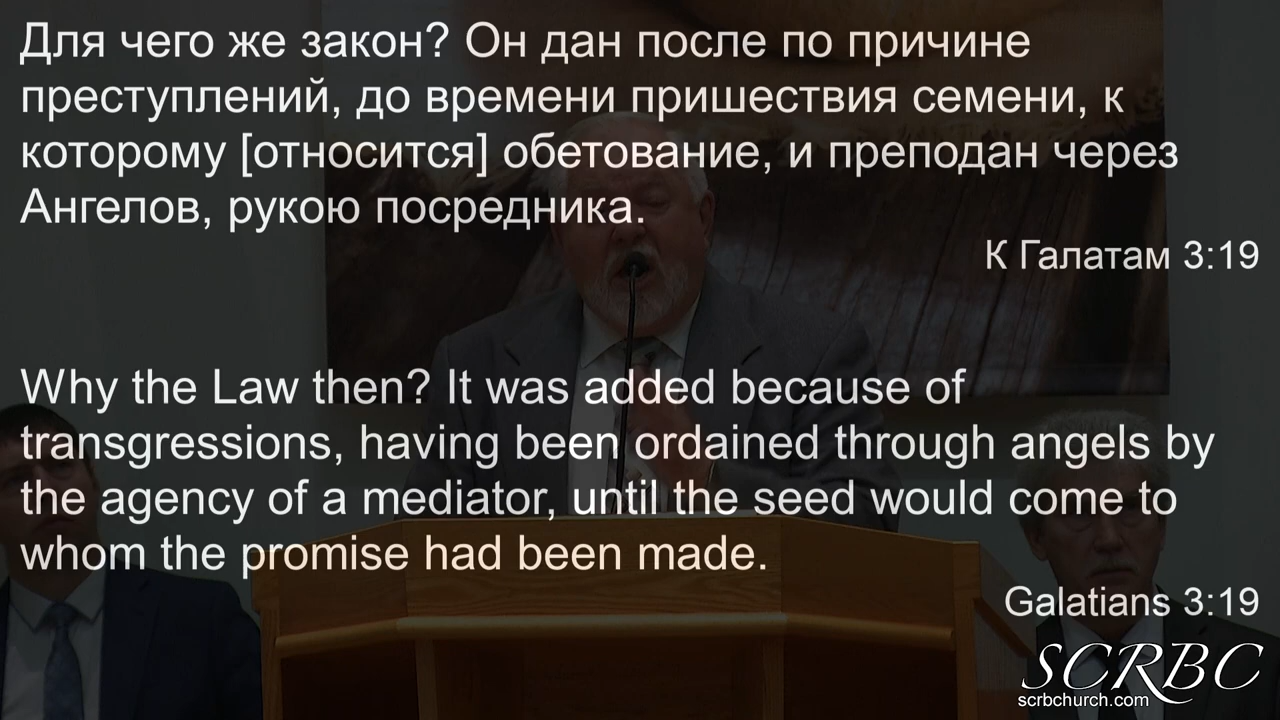 Для чего же закон? Он дан после по причине
преступлений, до времени пришествия семени, к
которому [относится] обетование, и преподан через
Ангелов, рукою посредника.
К Галатам 3:19
Why the Law then? It was added because of
transgressions, having been ordained through angels by
the agency of a mediator, until the seed would come to
whom the promise had been made.
Galatians 3:19
SCRBC
scrbchurch.com